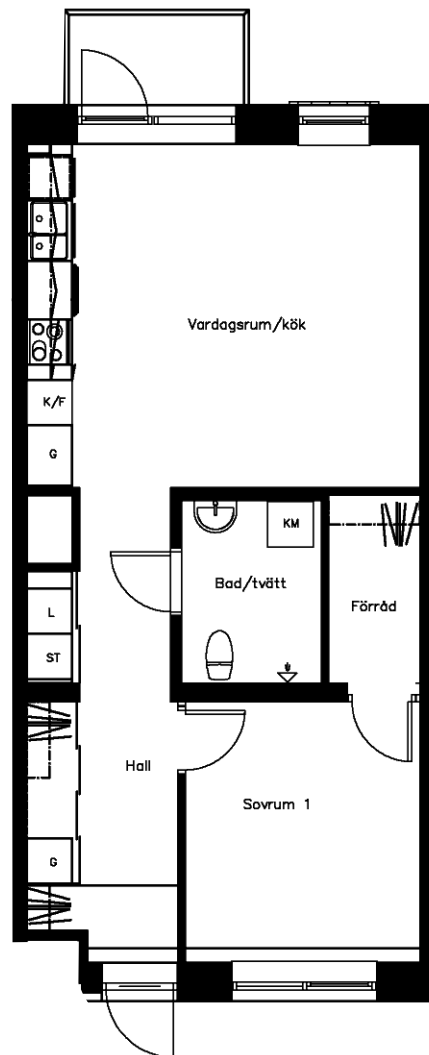 Vardagsrum/kök
K/F
G
KM
Bad/tvätt
L
Förråd
ST
Hall
Sovrum 1
G